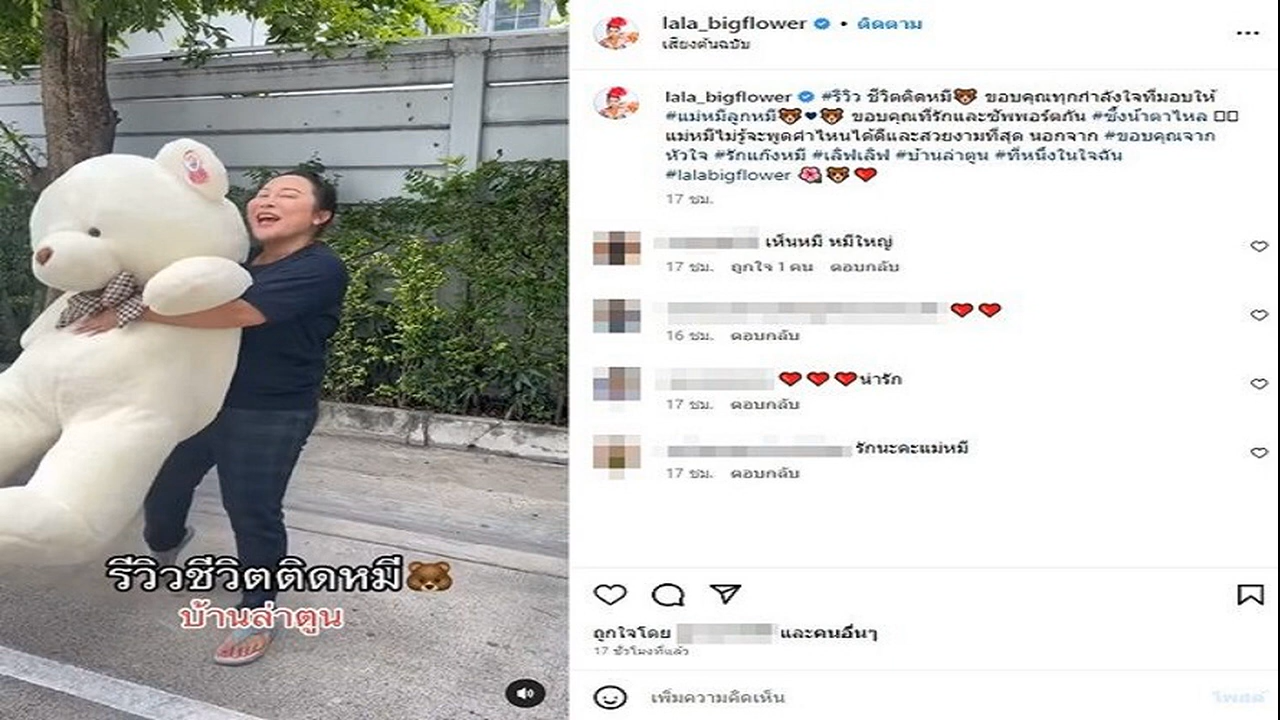 รีวิวชีวิตติดหมี🐻
บ้านล่าตูน
lala_bigflower • ติดตาม
เสียงต้นฉบับ
lala_bigflower #รีวิว ชีวิตติดหมี🐻 ขอบคุณทุกกำลังใจที่มอบให้
#แม่หมีลูกหมี🐻🖤🐻 ขอบคุณที่รักและซัพพอร์ตกัน #ซึ้งน้ำตาไหล
แม่หมีไม่รู้จะพูดคำไหนได้ดีและสวยงามที่สุด นอกจาก #ขอบคุณจาก
หัวใจ #รักแก๊งหมี #เลิฟเลิฟ #บ้านล่าตูน #ที่หนึ่งในใจฉัน
#lalabigflower 🌺🐻❤️
17 ชม.
เห็นหมี หมีใหญ่
17 ชม. ถูกใจ 1 คน ตอบกลับ
❤️❤️
16 ชม. ตอบกลับ
❤️❤️❤️น่ารัก
17 ชม. ตอบกลับ
รักนะคะแม่หมี
17 ชม. ตอบกลับ
ถูกใจโดย และคนอื่นๆ
17 ชั่วโมงที่แล้ว
เพิ่มความคิดเห็น
โพสต์